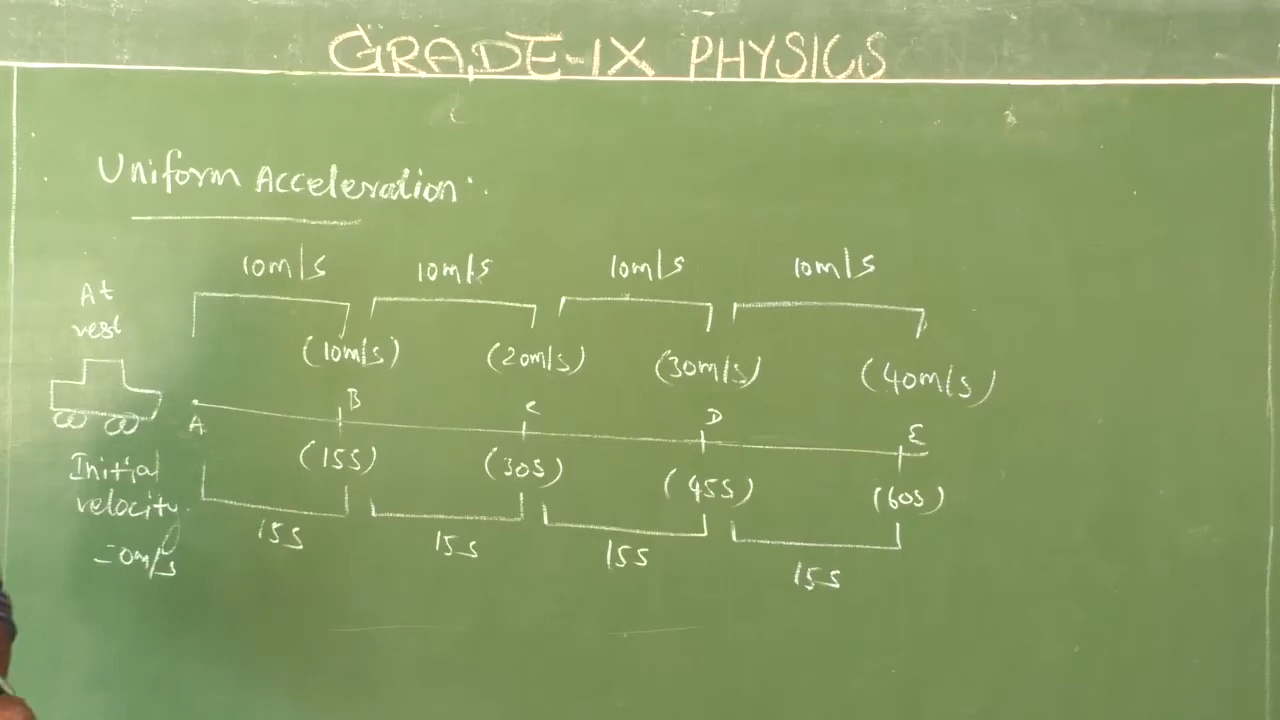 GRADE-IX PHYSICS
Uniform Acceleration:
10m/s 10m/s 10m/s 10m/s
At
rest
(10m/s) (20m/s) (30m/s) (40m/s)
A B C D E
(15s) (30s) (45s) (60s)
Initial
velocity
=0m/s
15s 15s 15s 15s